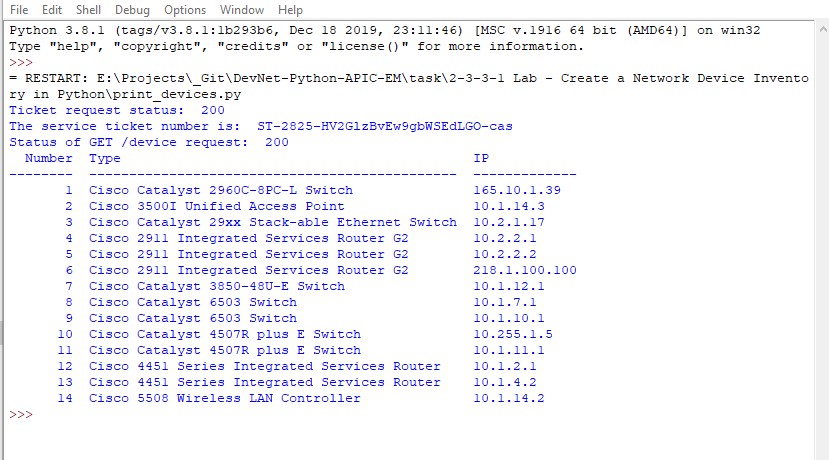 File Edit Shell Debug Options Window Help
Python 3.8.1 (tags/v3.8.1:1b293b6, Dec 18 2019, 23:11:46) [MSC v.1916 64 bit (AMD64)] on win32
Type "help", "copyright", "credits" or "license()" for more information.
>>>
= RESTART: E:\Projects\_Git\DevNet-Python-APIC-EM\task\2-3-3-1 Lab - Create a Network Device Invento
ry in Python\print_devices.py
Ticket request status:  200
The service ticket number is:  ST-2825-HV2GlzBvEw9gbWSEdLGO-cas
Status of GET /device request:  200
  Number  Type                                            IP
--------  ----------------------------------------------  -------------
       1  Cisco Catalyst 2960C-8PC-L Switch               165.10.1.39
       2  Cisco 3500I Unified Access Point                10.1.14.3
       3  Cisco Catalyst 29xx Stack-able Ethernet Switch  10.2.1.17
       4  Cisco 2911 Integrated Services Router G2        10.2.2.1
       5  Cisco 2911 Integrated Services Router G2        10.2.2.2
       6  Cisco 2911 Integrated Services Router G2        218.1.100.100
       7  Cisco Catalyst 3850-48U-E Switch                10.1.12.1
       8  Cisco Catalyst 6503 Switch                      10.1.7.1
       9  Cisco Catalyst 6503 Switch                      10.1.10.1
      10  Cisco Catalyst 4507R plus E Switch              10.255.1.5
      11  Cisco Catalyst 4507R plus E Switch              10.1.11.1
      12  Cisco 4451 Series Integrated Services Router    10.1.2.1
      13  Cisco 4451 Series Integrated Services Router    10.1.4.2
      14  Cisco 5508 Wireless LAN Controller              10.1.14.2
>>>